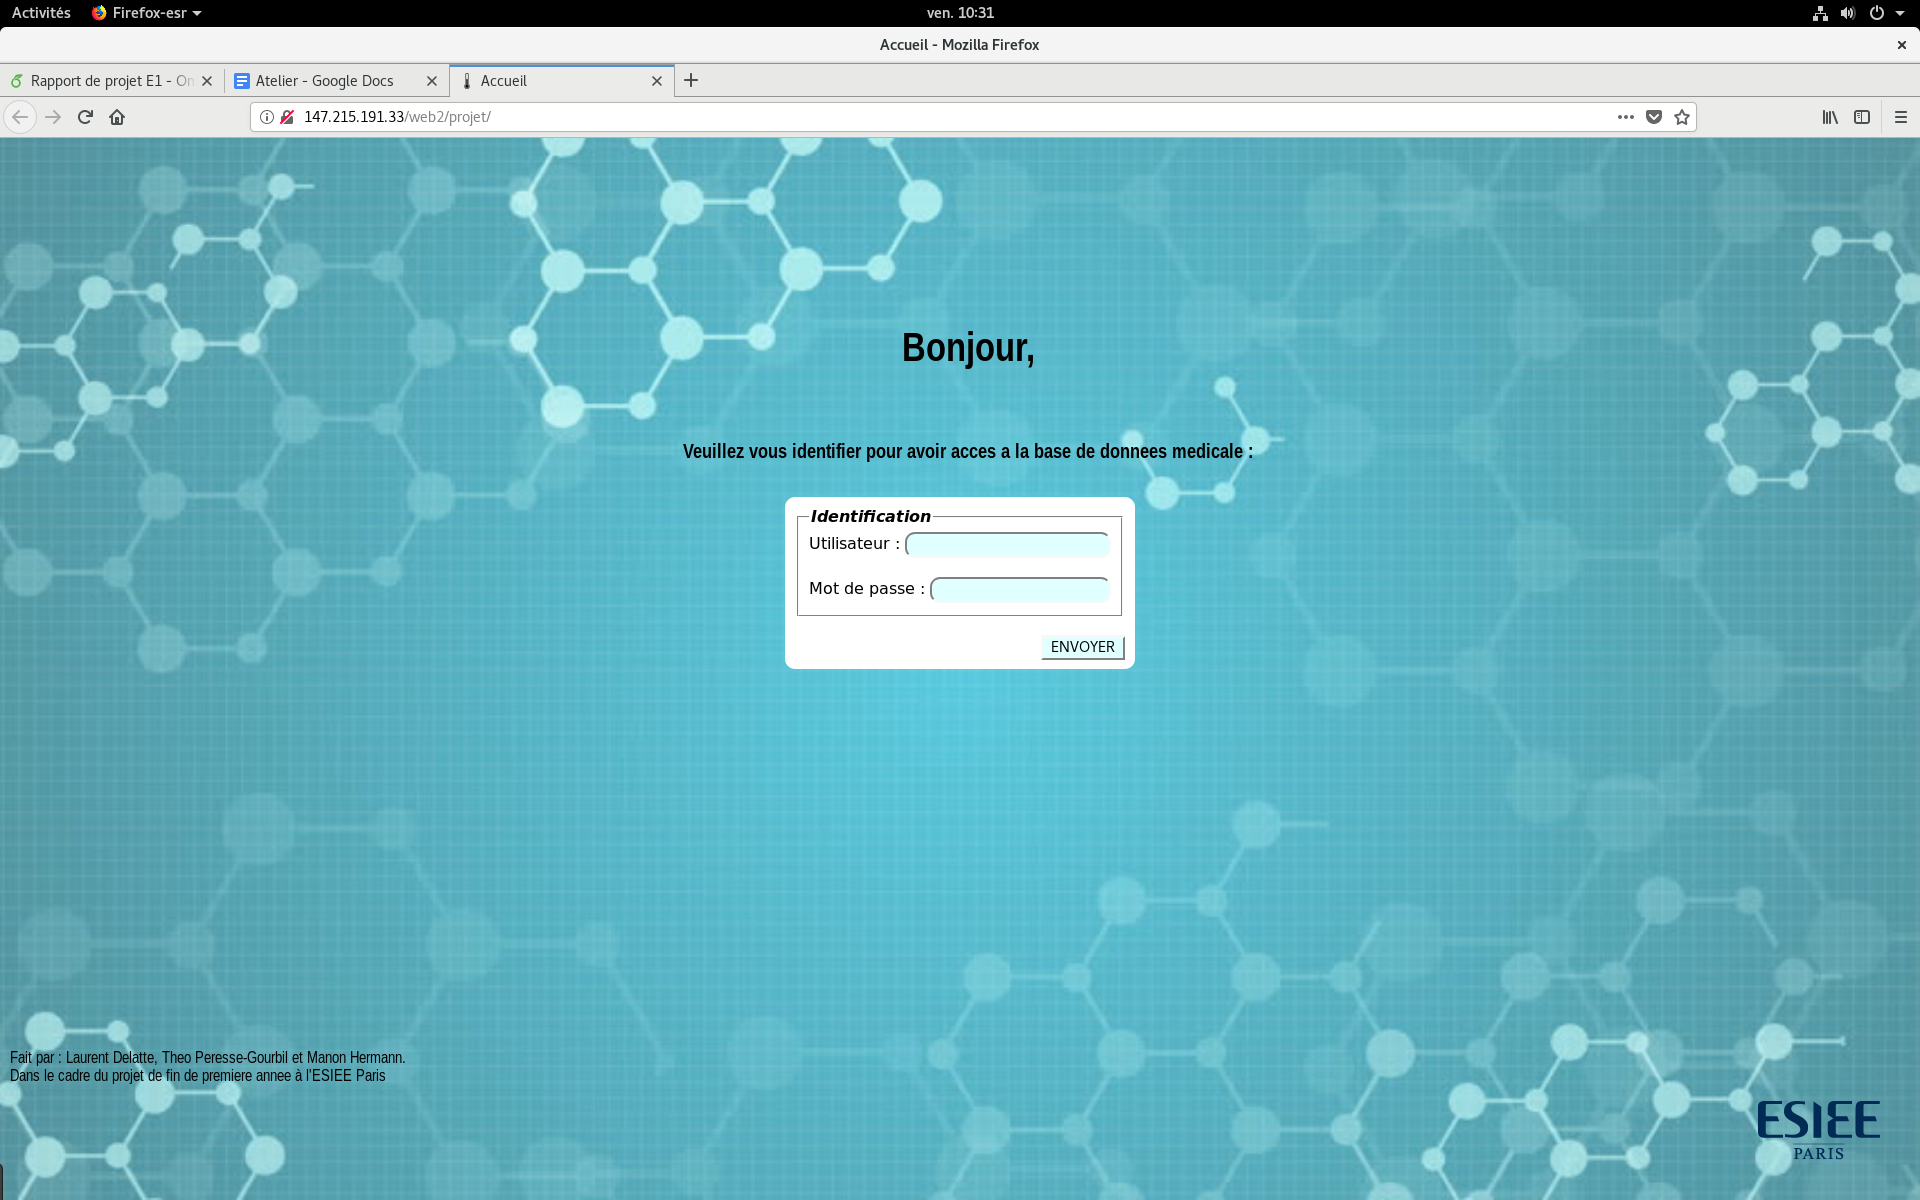 Activités Firefox-esr ven. 10:31
Accueil - Mozilla Firefox
Rapport de projet E1 - On Atelier - Google Docs Accueil
147.215.191.33/web2/projet/
Bonjour,
Veuillez vous identifier pour avoir acces a la base de donnees medicale :
Identification
Utilisateur :
Mot de passe :
ENVOYER
Fait par : Laurent Delatte, Theo Peresse-Gourbil et Manon Hermann.
Dans le cadre du projet de fin de premiere annee à l'ESIEE Paris
ESIEE
PARIS